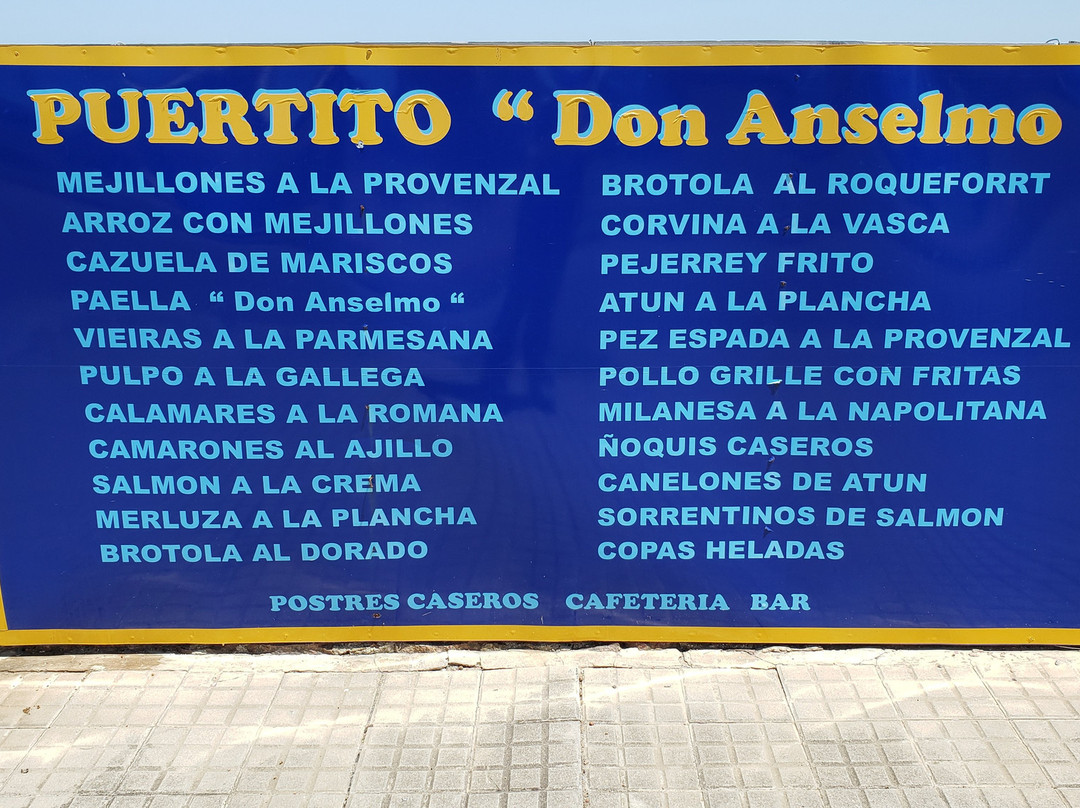 PUERTITO “ Don Anselmo
MEJILLONES A LA PROVENZAL
ARROZ CON MEJILLONES
CAZUELA DE MARISCOS
PAELLA “ Don Anselmo “
VIEIRAS A LA PARMESANA
PULPO A LA GALLEGA
CALAMARES A LA ROMANA
CAMARONES AL AJILLO
SALMON A LA CREMA
MERLUZA A LA PLANCHA
BROTOLA AL DORADO
BROTOLA AL ROQUEFORRT
CORVINA A LA VASCA
PEJERREY FRITO
ATUN A LA PLANCHA
PEZ ESPADA A LA PROVENZAL
POLLO GRILLE CON FRITAS
MILANESA A LA NAPOLITANA
ÑOQUIS CASEROS
CANELONES DE ATUN
SORRENTINOS DE SALMON
COPAS HELADAS
POSTRES CASEROS CAFETERIA BAR